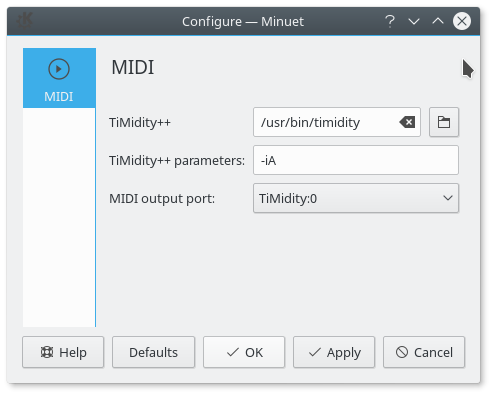 Configure — Minuet
MIDI
MIDI
TiMidity++
/usr/bin/timidity
TiMidity++ parameters:
-iA
MIDI output port:
TiMidity:0
Help
Defaults
OK
Apply
Cancel